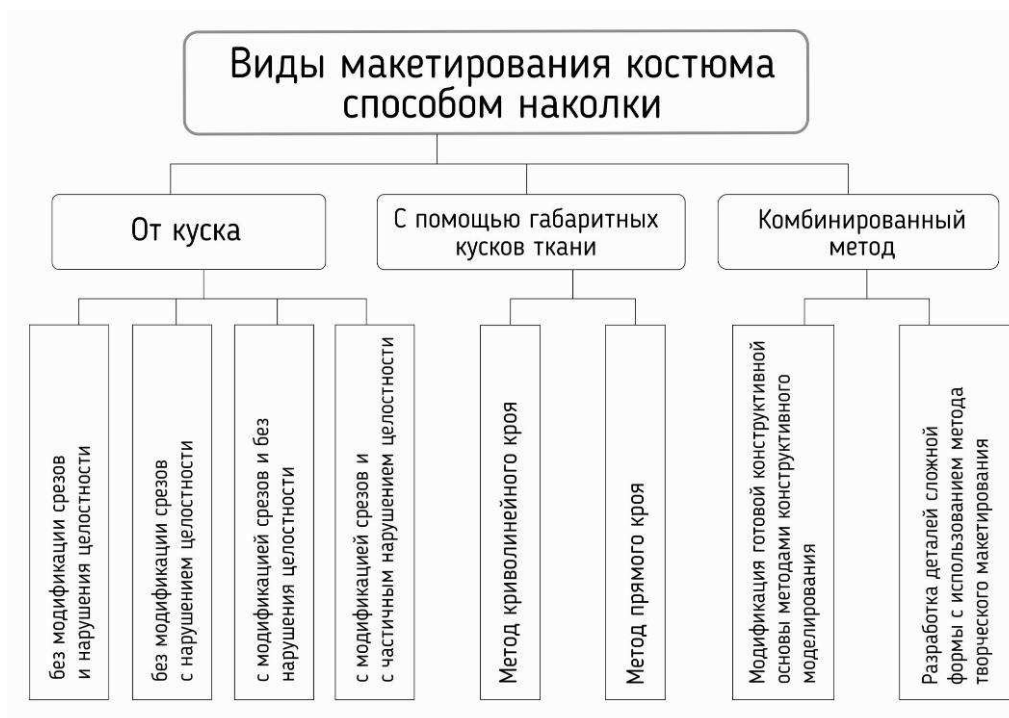 Виды макетирования костюма
способом наколки
От куска
С помощью габаритных
кусков ткани
Комбинированный
метод
без модификации срезов
и нарушения целостности
без модификации срезов
с нарушением целостности
с модификацией срезов и без
нарушения целостности
с модификацией срезов и
с частичным нарушением целостности
Метод криволинейного кроя
Метод прямого кроя
Модификация готовой конструктивной
основы методами конструктивного
моделирования
Разработка деталей сложной
формы с использованием метода
творческого макетирования